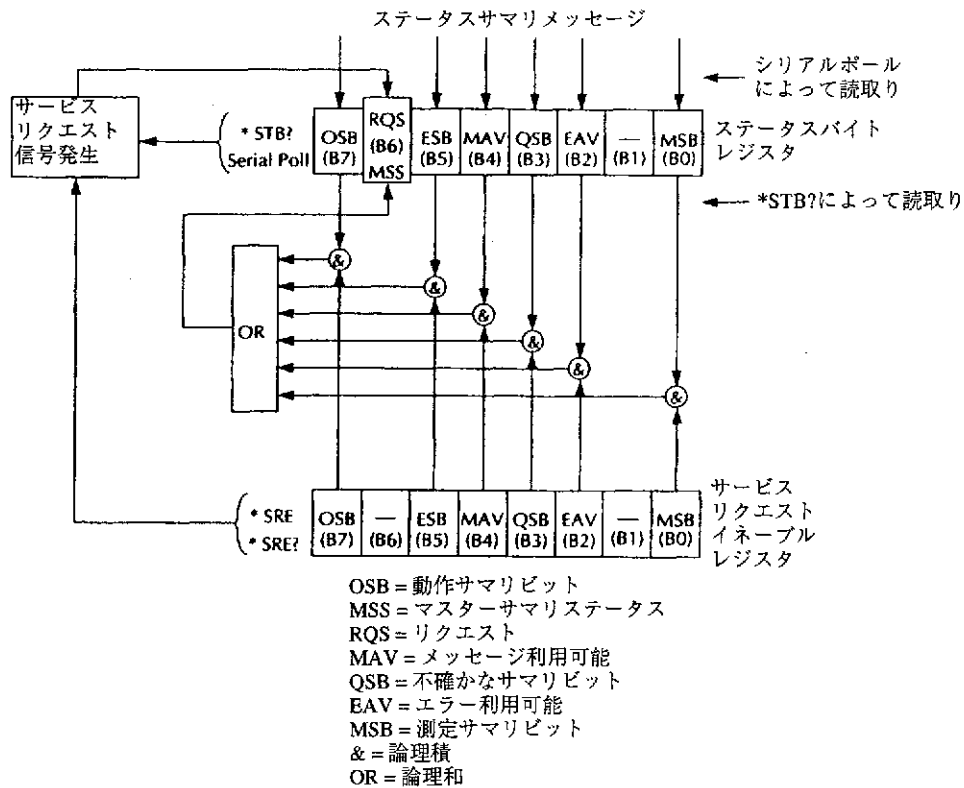 ステータスサマリメッセージ
シリアルポール
によって読取り
サービス
リクエスト
信号発生
* STB?
Serial Poll
OSB
(B7)
RQS
(B6)
MSS
ESB
(B5)
MAV
(B4)
QSB
(B3)
EAV
(B2)
—
(B1)
MSB
(B0)
ステータスバイト
レジスタ
*STB?によって読取り
&
&
&
&
&
&
OR
* SRE
* SRE?
OSB
(B7)
—
(B6)
ESB
(B5)
MAV
(B4)
QSB
(B3)
EAV
(B2)
—
(B1)
MSB
(B0)
サービス
リクエスト
イネーブル
レジスタ
OSB = 動作サマリビット
MSS = マスターサマリステータス
RQS = リクエスト
MAV = メッセージ利用可能
QSB = 不確かなサマリビット
EAV = エラー利用可能
MSB = 測定サマリビット
& = 論理積
OR = 論理和